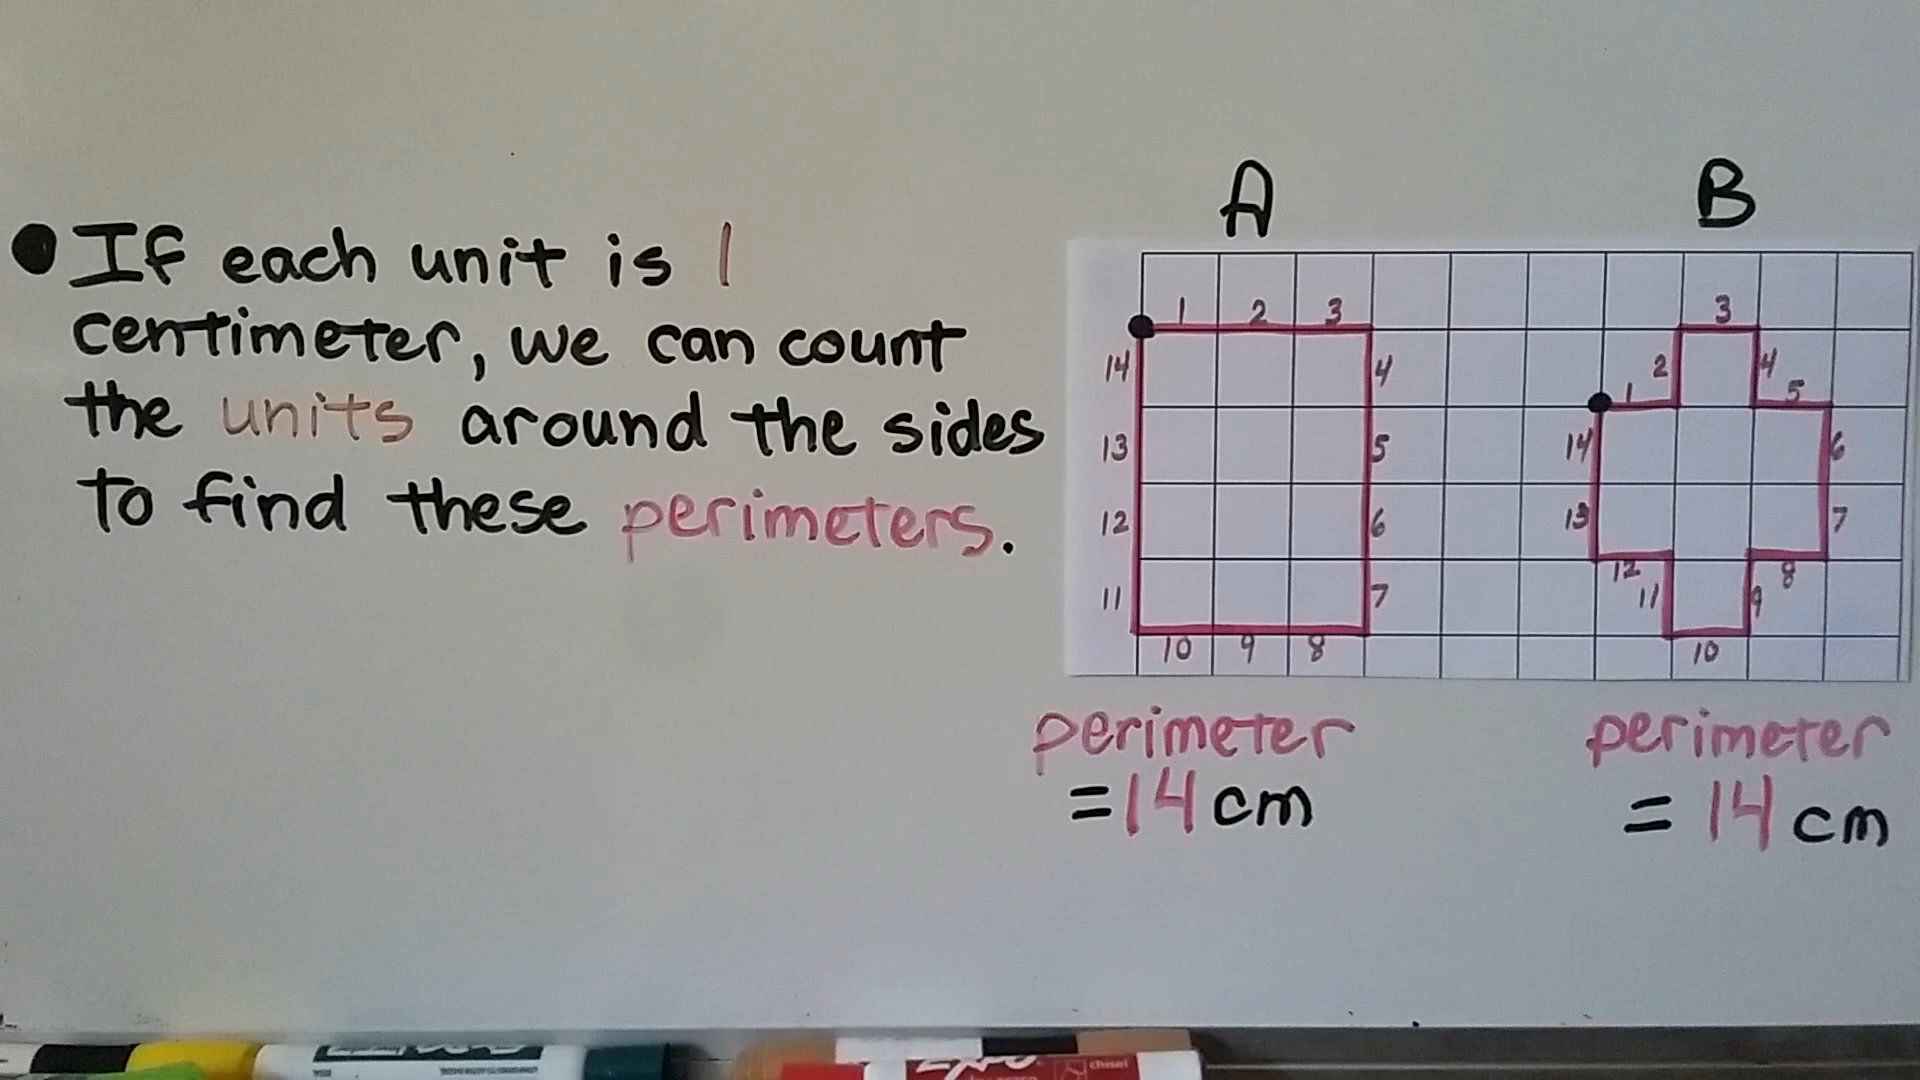 If each unit is 1
centimeter, we can count
the units around the sides
to find these perimeters.
A
1 2 3
14 4
13 5
12 6
11 7
10 9 8
perimeter
= 14 cm
B
3
2 4
1 5
14 6
13 7
12 8
11 9
10
perimeter
= 14 cm
chisel